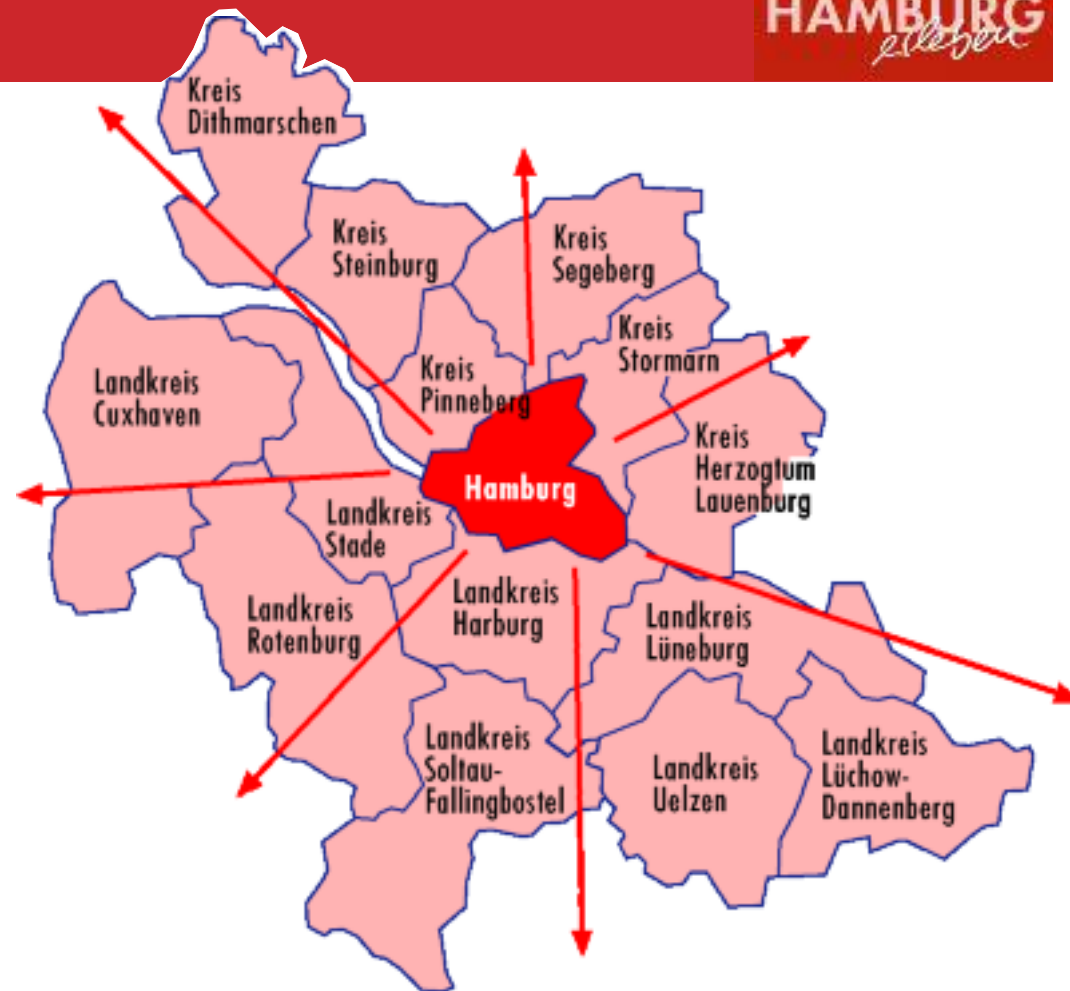 HAMBURG
erleben
Kreis
Dithmarschen
Kreis
Steinburg
Kreis
Segeberg
Kreis
Stormarn
Kreis
Pinneberg
Landkreis
Cuxhaven
Kreis
Herzogtum
Lauenburg
Hamburg
Landkreis
Stade
Landkreis
Harburg
Landkreis
Rotenburg
Landkreis
Lüneburg
Landkreis
Soltau-
Fallingbostel
Landkreis
Uelzen
Landkreis
Lüchow-
Dannenberg